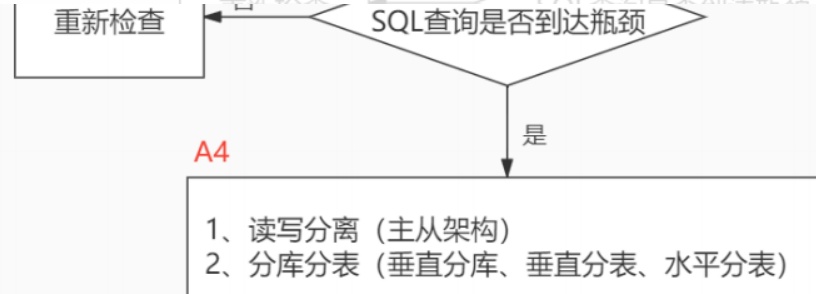 重新检查
否
SQL查询是否到达瓶颈
是
A4
1、读写分离（主从架构）
2、分库分表（垂直分库、垂直分表、水平分表）